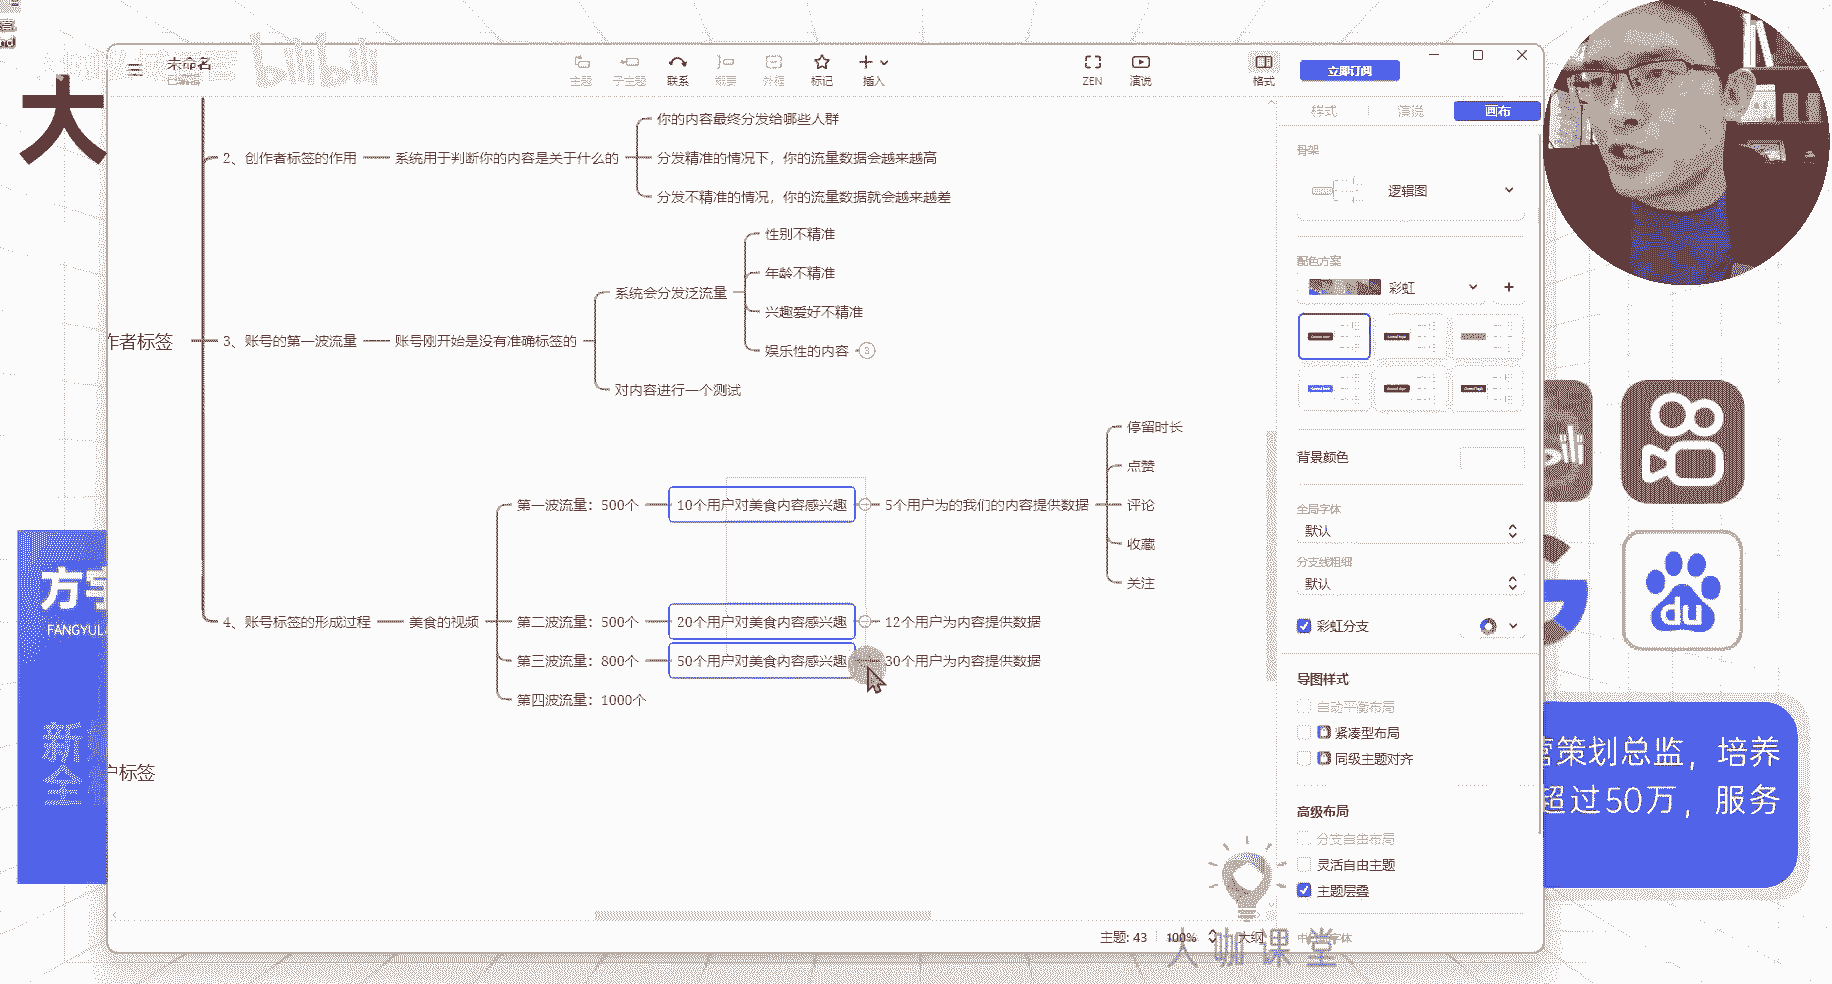 未命名
已编辑
bilibili
主题
子主题
联系
概要
外框
标记
插入
ZEN
演说
格式
立即订阅
大
样式
演说
画布
骨架
逻辑图
配色方案
彩虹
背景颜色
全局字体
默认
分支线粗细
默认
彩虹分支
导图样式
自动平衡布局
紧凑型布局
同级主题对齐
高级布局
分支自由布局
灵活自由主题
主题层叠
你的内容最终分发给哪些人群
2、创作者标签的作用
系统用于判断你的内容是关于什么的
分发精准的情况下，你的流量数据会越来越高
分发不精准的情况，你的流量数据就会越来越差
性别不精准
年龄不精准
系统会分发泛流量
兴趣爱好不精准
作者标签
3、账号的第一波流量
账号刚开始是没有准确标签的
娱乐性的内容
3
对内容进行一个测试
停留时长
点赞
第一波流量：500个
10个用户对美食内容感兴趣
5个用户为的我们的内容提供数据
评论
收藏
关注
4、账号标签的形成过程
美食的视频
第二波流量：500个
20个用户对美食内容感兴趣
12个用户为内容提供数据
第三波流量：800个
50个用户对美食内容感兴趣
30个用户为内容提供数据
第四波流量：1000个
户标签
主题: 43
100%
大纲
大咖课堂
方宇
FANGYUL
新
全
du
营策划总监，培养
超过50万，服务